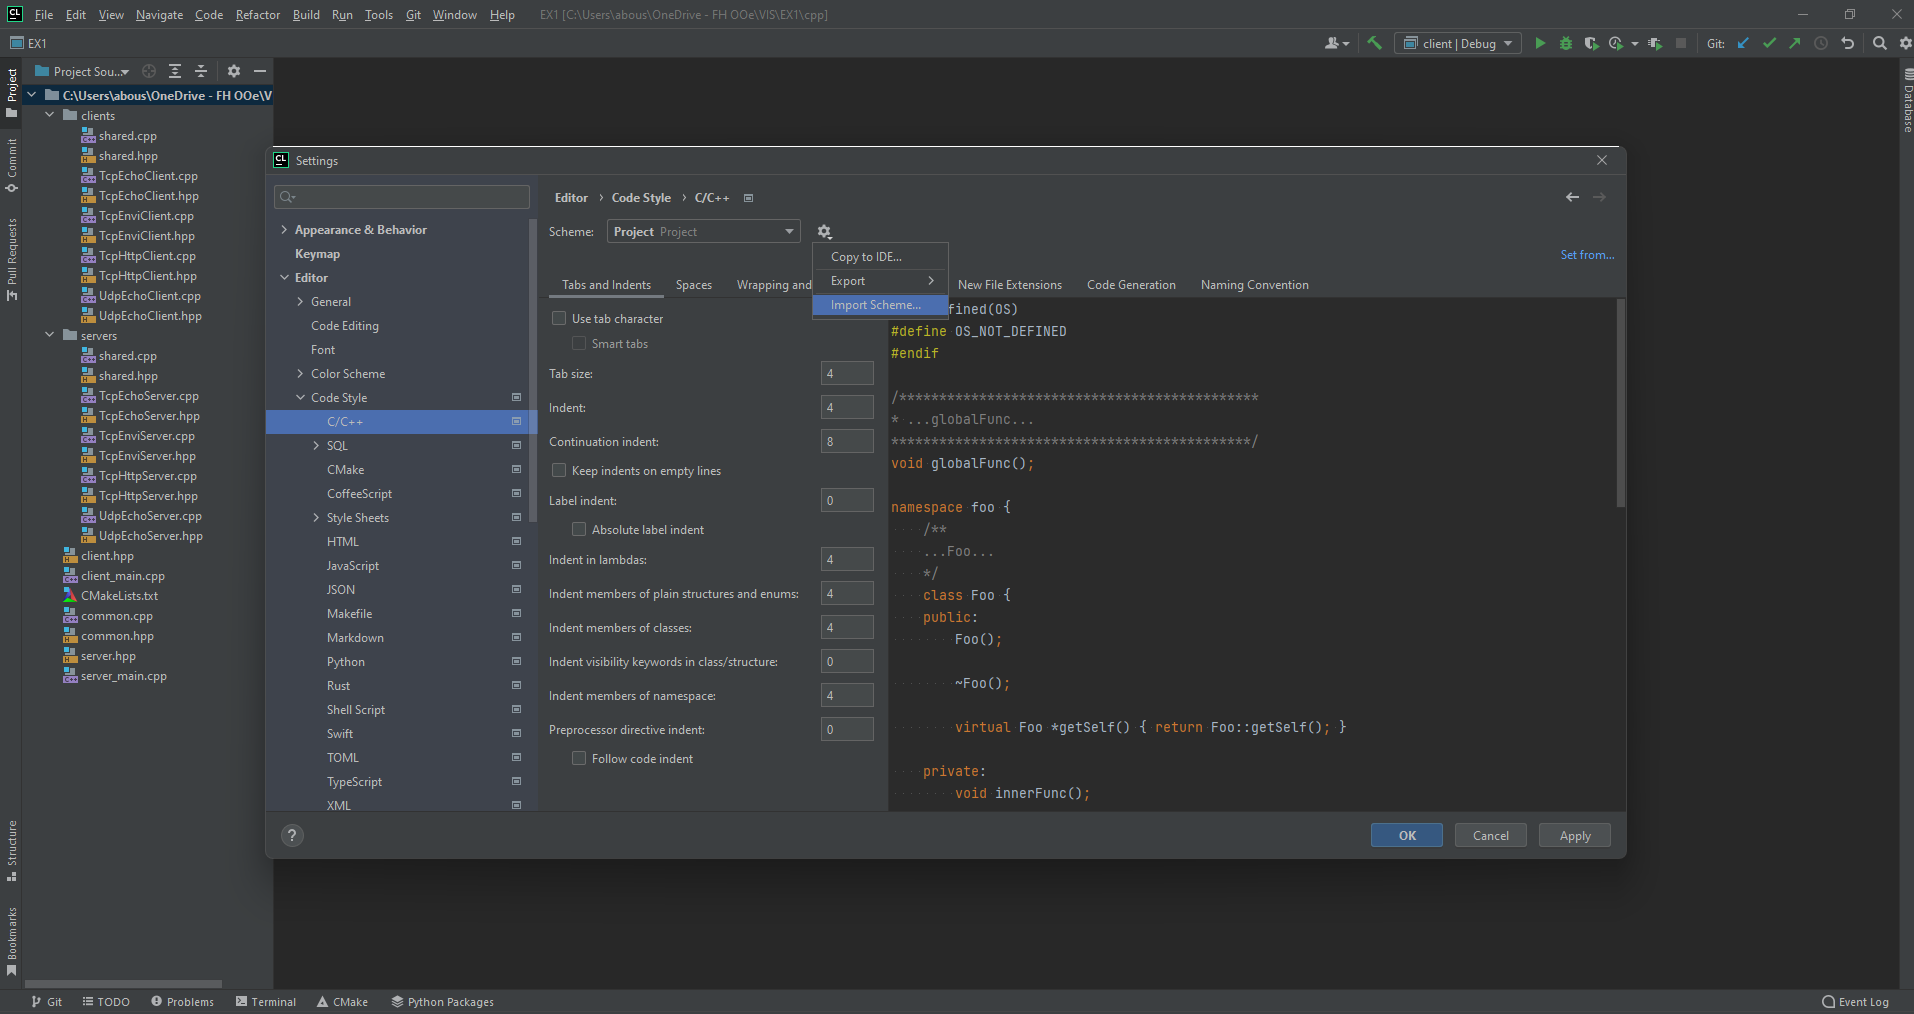 CL File Edit View Navigate Code Refactor Build Run Tools Git Window Help EX1 [C:\Users\abous\OneDrive - FH OOe\VIS\EX1\cpp]
EX1
client | Debug
Git:
Project
Commit
Pull Requests
Structure
Bookmarks
Database
Project Sou...
C:\Users\abous\OneDrive - FH OOe\V
clients
shared.cpp
shared.hpp
TcpEchoClient.cpp
TcpEchoClient.hpp
TcpEnviClient.cpp
TcpEnviClient.hpp
TcpHttpClient.cpp
TcpHttpClient.hpp
UdpEchoClient.cpp
UdpEchoClient.hpp
servers
shared.cpp
shared.hpp
TcpEchoServer.cpp
TcpEchoServer.hpp
TcpEnviServer.cpp
TcpEnviServer.hpp
TcpHttpServer.cpp
TcpHttpServer.hpp
UdpEchoServer.cpp
UdpEchoServer.hpp
client.hpp
client_main.cpp
CMakeLists.txt
common.cpp
common.hpp
server.hpp
server_main.cpp
CL Settings
Appearance & Behavior
Keymap
Editor
General
Code Editing
Font
Color Scheme
Code Style
C/C++
SQL
CMake
CoffeeScript
Style Sheets
HTML
JavaScript
JSON
Makefile
Markdown
Python
Rust
Shell Script
Swift
TOML
TypeScript
XML
Editor › Code Style › C/C++
Scheme: Project Project
Set from...
Copy to IDE...
Export
Import Scheme...
Tabs and Indents Spaces Wrapping and New File Extensions Code Generation Naming Convention
Use tab character
Smart tabs
Tab size: 4
Indent: 4
Continuation indent: 8
Keep indents on empty lines
Label indent: 0
Absolute label indent
Indent in lambdas: 4
Indent members of plain structures and enums: 4
Indent members of classes: 4
Indent visibility keywords in class/structure: 0
Indent members of namespace: 4
Preprocessor directive indent: 0
Follow code indent
fined(OS)
#define OS_NOT_DEFINED
#endif
/*********************************************
* ...globalFunc...
*********************************************/
void globalFunc();
namespace foo {
/**
...Foo...
*/
class Foo {
public:
Foo();
~Foo();
virtual Foo *getSelf() { return Foo::getSelf(); }
private:
void innerFunc();
? OK Cancel Apply
Git TODO Problems Terminal CMake Python Packages Event Log